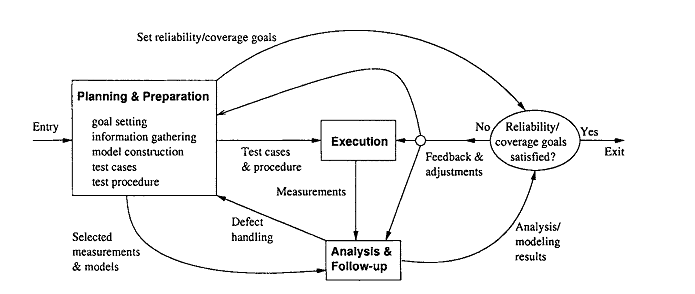 Set reliability/coverage goals
Planning & Preparation
goal setting
information gathering
model construction
test cases
test procedure
Entry
Test cases
& procedure
Execution
No
Feedback &
adjustments
Reliability/
coverage goals
satisfied?
Yes
Exit
Measurements
Defect
handling
Selected
measurements
& models
Analysis &
Follow-up
Analysis/
modeling
results